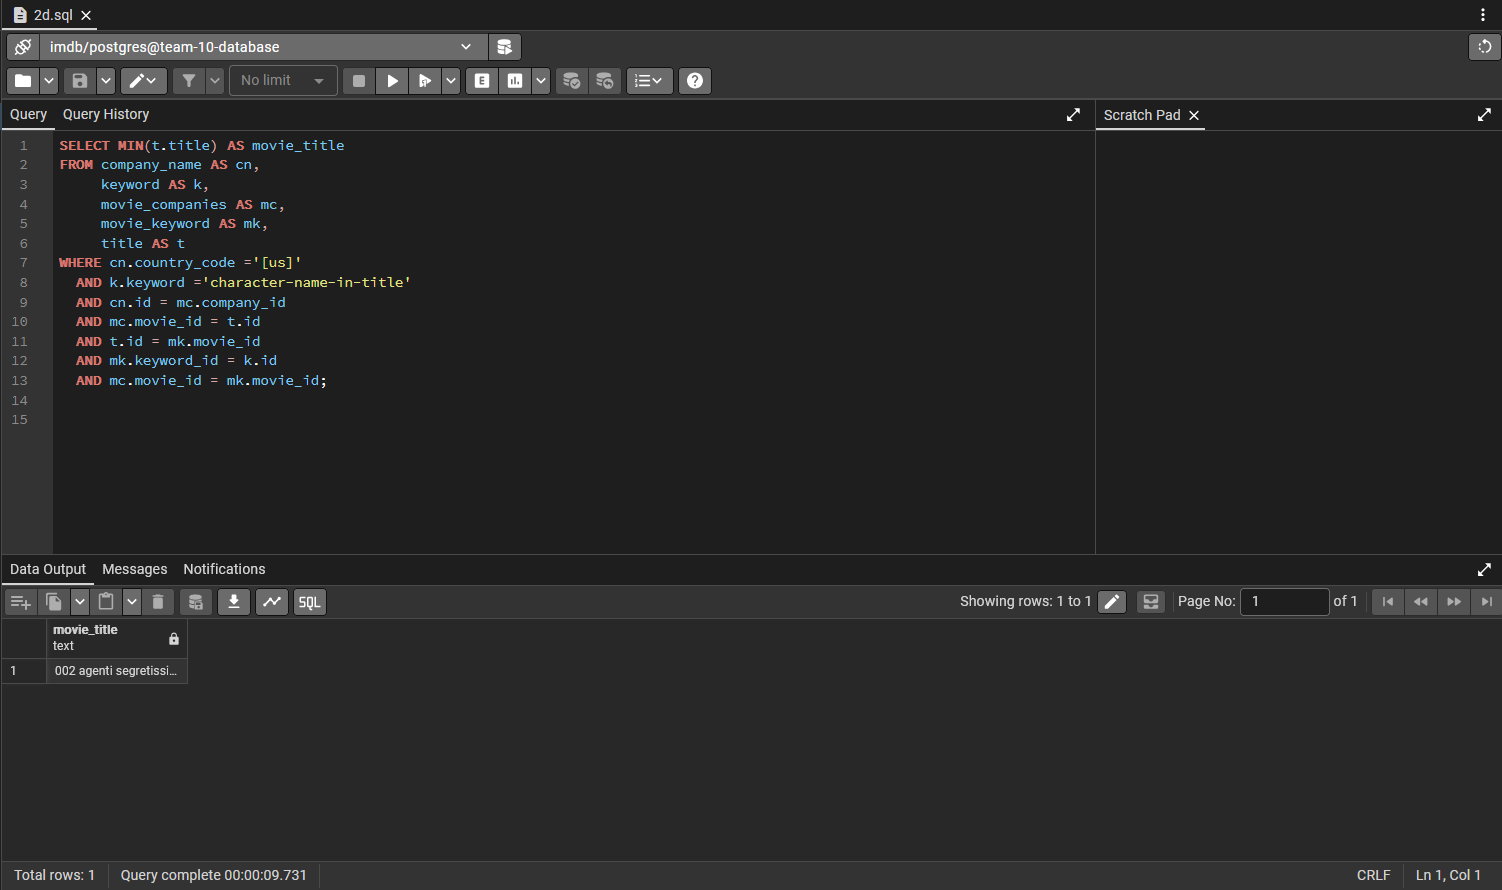 2d.sql
imdb/postgres@team-10-database
No limit
E
Query Query History
Scratch Pad
1 SELECT MIN(t.title) AS movie_title
2 FROM company_name AS cn,
3 keyword AS k,
4 movie_companies AS mc,
5 movie_keyword AS mk,
6 title AS t
7 WHERE cn.country_code ='[us]'
8 AND k.keyword ='character-name-in-title'
9 AND cn.id = mc.company_id
10 AND mc.movie_id = t.id
11 AND t.id = mk.movie_id
12 AND mk.keyword_id = k.id
13 AND mc.movie_id = mk.movie_id;
14
15
Data Output Messages Notifications
SQL
Showing rows: 1 to 1
Page No: 1 of 1
movie_title
text
1 002 agenti segretissi...
Total rows: 1 Query complete 00:00:09.731 CRLF Ln 1, Col 1